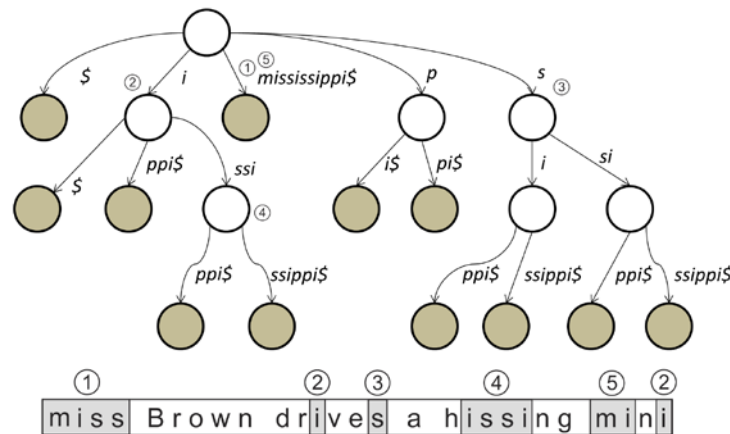 $ ② i ① ⑤ mississippi$ p s ③
$ ppi$ ssi i$ pi$ i si
④
ppi$ ssippi$ ppi$ ssippi$ ppi$ ssippi$
① ② ③ ④ ⑤ ②
miss Brown drives a hissing mini